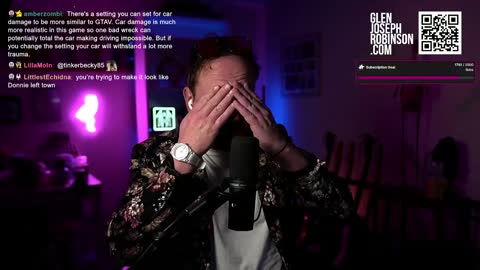 amberzombi: There's a setting you can set for car
damage to be more similar to GTAV. Car damage is much
more realistic in this game so one bad wreck can
potentially total the car making driving impossible. But if
you change the setting your car will withstand a lot more
trauma.
LillaMoln @tinkerbecky85
LittlestEchidna: you're trying to make it look like
Donnie left town
GLEN
JOSEPH
ROBINSON
.COM
Subscription Goal